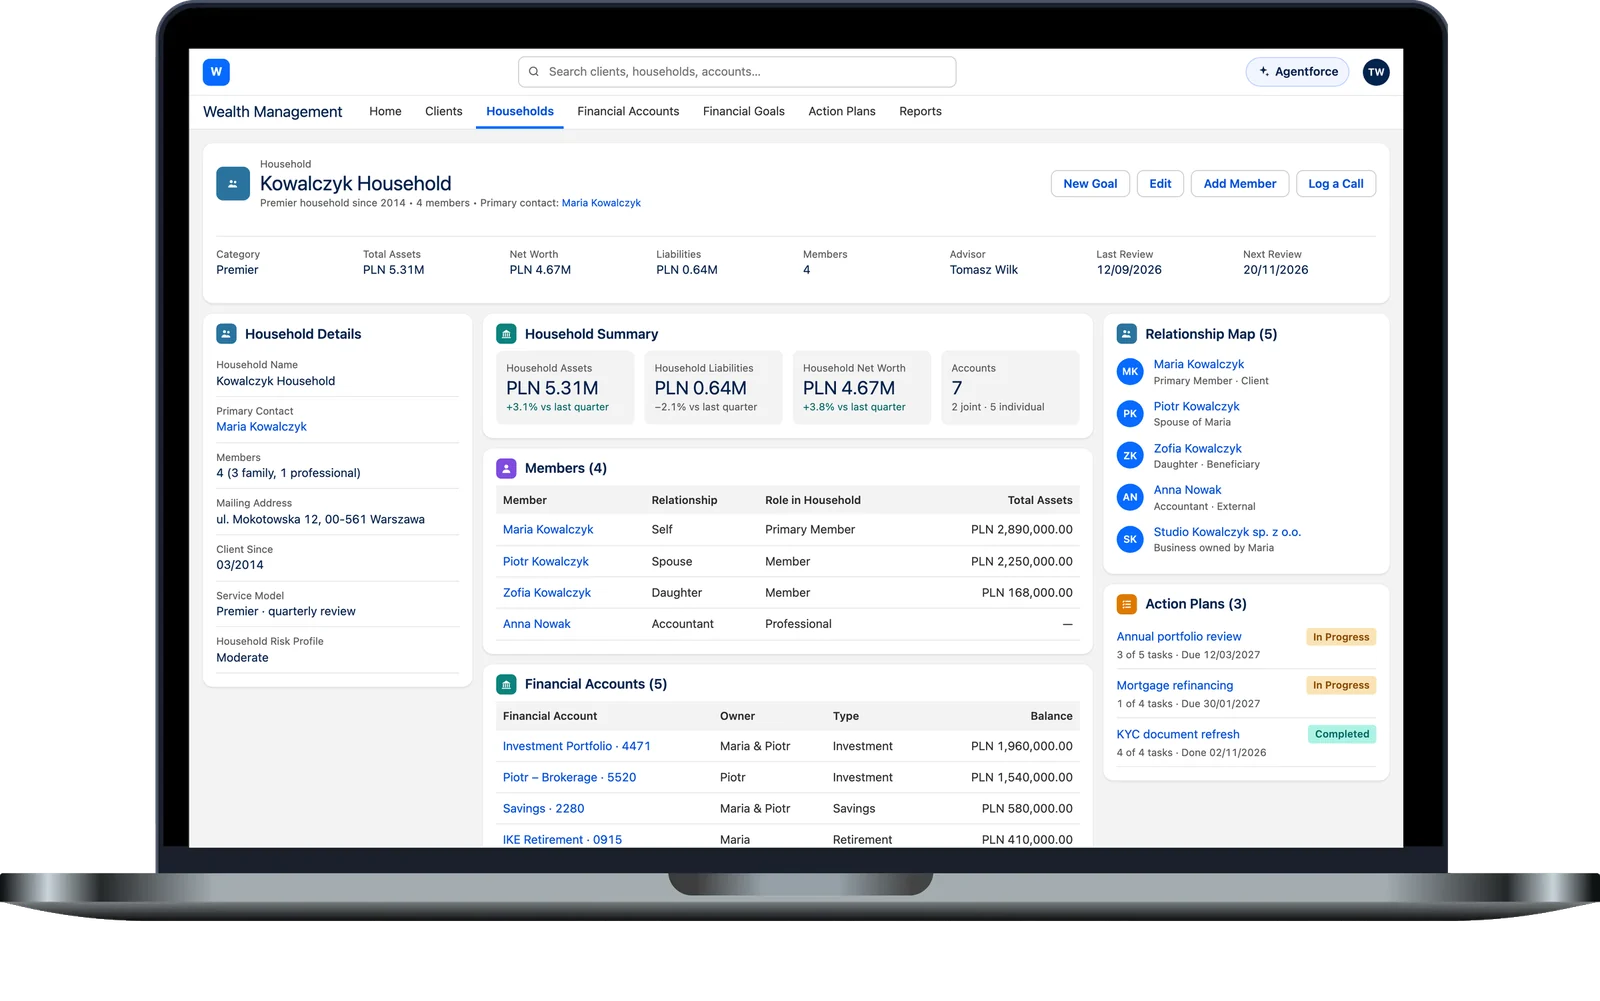 W
Search clients, households, accounts...
Agentforce
TW
Wealth Management
Home
Clients
Households
Financial Accounts
Financial Goals
Action Plans
Reports
Household
Kowalczyk Household
Premier household since 2014 • 4 members • Primary contact: Maria Kowalczyk
New Goal
Edit
Add Member
Log a Call
Category
Premier
Total Assets
PLN 5.31M
Net Worth
PLN 4.67M
Liabilities
PLN 0.64M
Members
4
Advisor
Tomasz Wilk
Last Review
12/09/2026
Next Review
20/11/2026
Household Details
Household Name
Kowalczyk Household
Primary Contact
Maria Kowalczyk
Members
4 (3 family, 1 professional)
Mailing Address
ul. Mokotowska 12, 00-561 Warszawa
Client Since
03/2014
Service Model
Premier · quarterly review
Household Risk Profile
Moderate
Household Summary
Household Assets
PLN 5.31M
+3.1% vs last quarter
Household Liabilities
PLN 0.64M
−2.1% vs last quarter
Household Net Worth
PLN 4.67M
+3.8% vs last quarter
Accounts
7
2 joint · 5 individual
Members (4)
Member Relationship Role in Household Total Assets
Maria Kowalczyk Self Primary Member PLN 2,890,000.00
Piotr Kowalczyk Spouse Member PLN 2,250,000.00
Zofia Kowalczyk Daughter Member PLN 168,000.00
Anna Nowak Accountant Professional —
Financial Accounts (5)
Financial Account Owner Type Balance
Investment Portfolio · 4471 Maria & Piotr Investment PLN 1,960,000.00
Piotr – Brokerage · 5520 Piotr Investment PLN 1,540,000.00
Savings · 2280 Maria & Piotr Savings PLN 580,000.00
IKE Retirement · 0915 Maria Retirement PLN 410,000.00
Relationship Map (5)
MK
Maria Kowalczyk
Primary Member · Client
PK
Piotr Kowalczyk
Spouse of Maria
ZK
Zofia Kowalczyk
Daughter · Beneficiary
AN
Anna Nowak
Accountant · External
SK
Studio Kowalczyk sp. z o.o.
Business owned by Maria
Action Plans (3)
Annual portfolio review
In Progress
3 of 5 tasks · Due 12/03/2027
Mortgage refinancing
In Progress
1 of 4 tasks · Due 30/01/2027
KYC document refresh
Completed
4 of 4 tasks · Done 02/11/2026